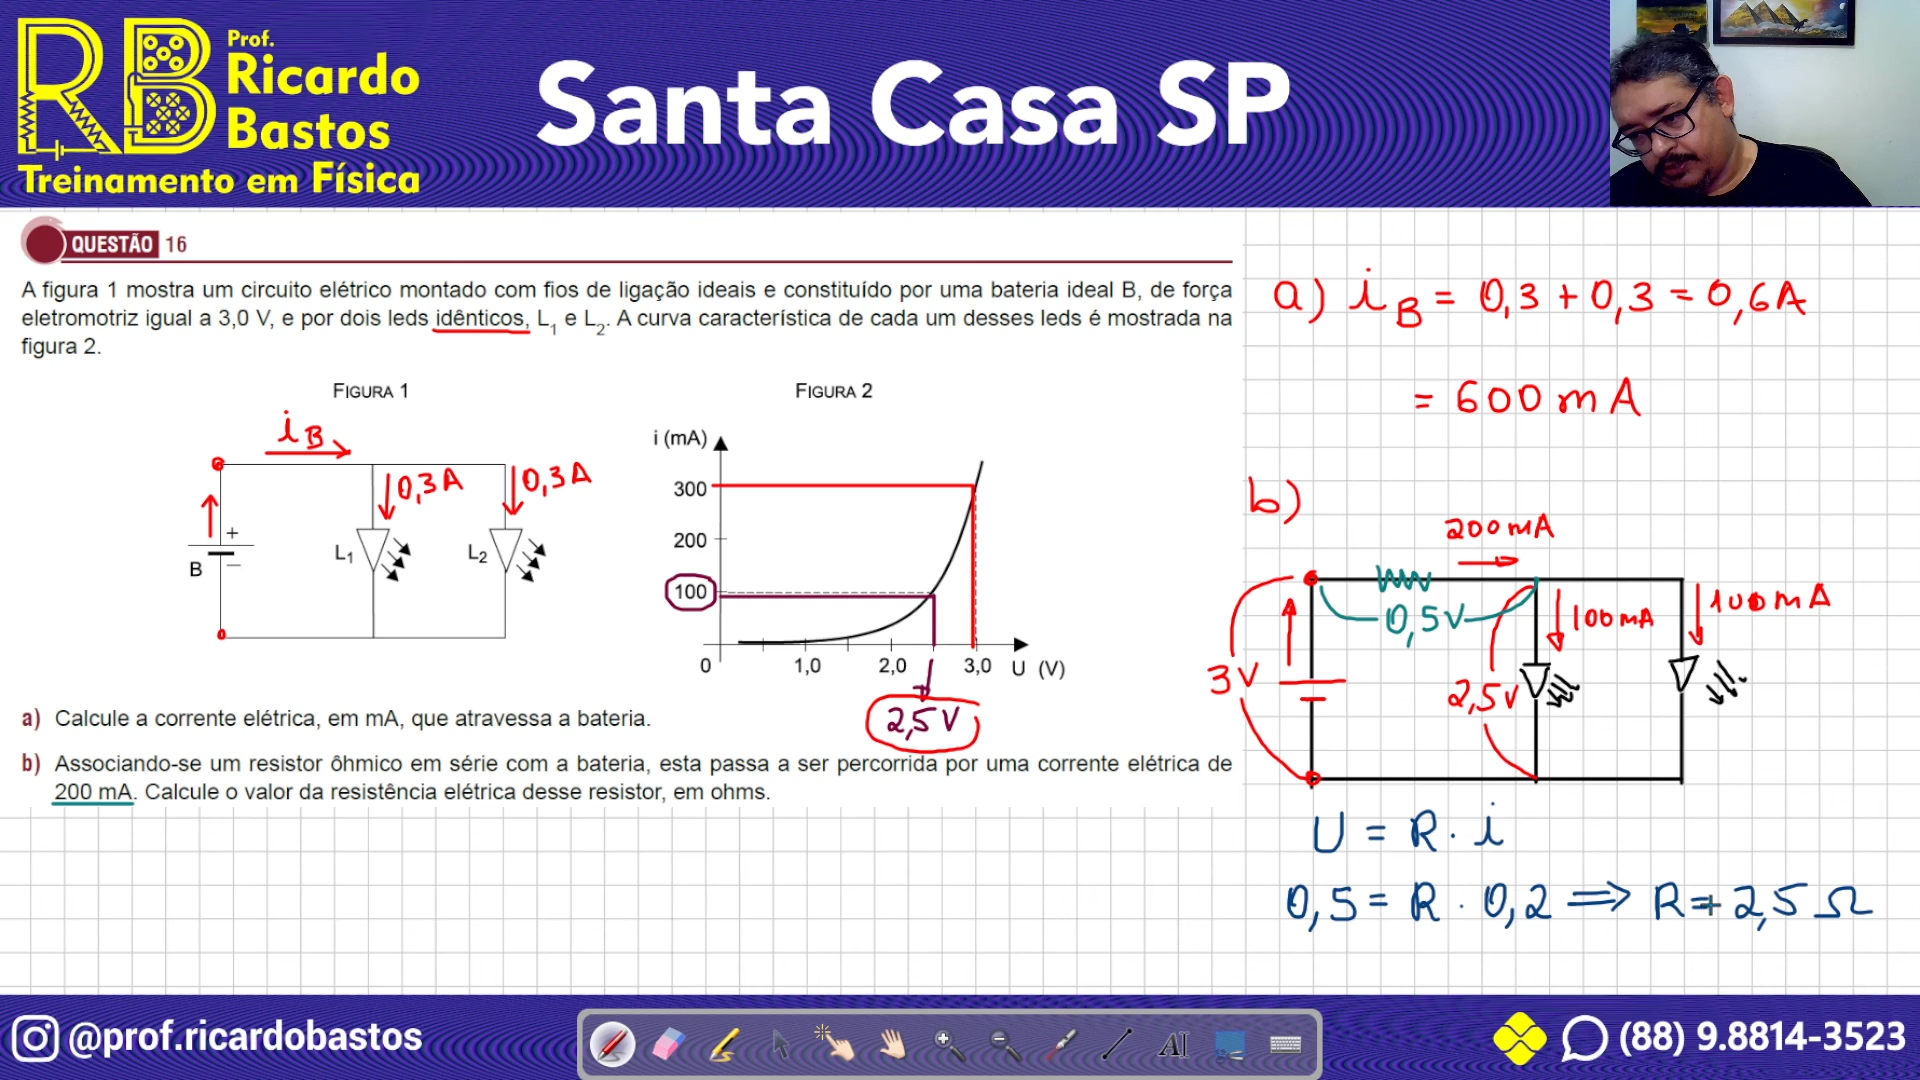 RB
Prof.
Ricardo
Bastos
Treinamento em Física
Santa Casa SP
QUESTÃO 16
A figura 1 mostra um circuito elétrico montado com fios de ligação ideais e constituído por uma bateria ideal B, de força
eletromotriz igual a 3,0 V, e por dois leds idênticos, L1 e L2. A curva característica de cada um desses leds é mostrada na
figura 2.
FIGURA 1
iB
0,3A
0,3A
+
−
B
L1
L2
FIGURA 2
i (mA)
300
200
100
0
1,0
2,0
3,0
U (V)
2,5V
a) Calcule a corrente elétrica, em mA, que atravessa a bateria.
b) Associando-se um resistor ôhmico em série com a bateria, esta passa a ser percorrida por uma corrente elétrica de
200 mA. Calcule o valor da resistência elétrica desse resistor, em ohms.
a) iB = 0,3 + 0,3 = 0,6A
= 600 mA
b)
200mA
0,5V
100mA
100mA
3V
2,5V
U = R . i
0,5 = R . 0,2 ⟹ R = 2,5 Ω
@prof.ricardobastos
AI
(88) 9.8814-3523